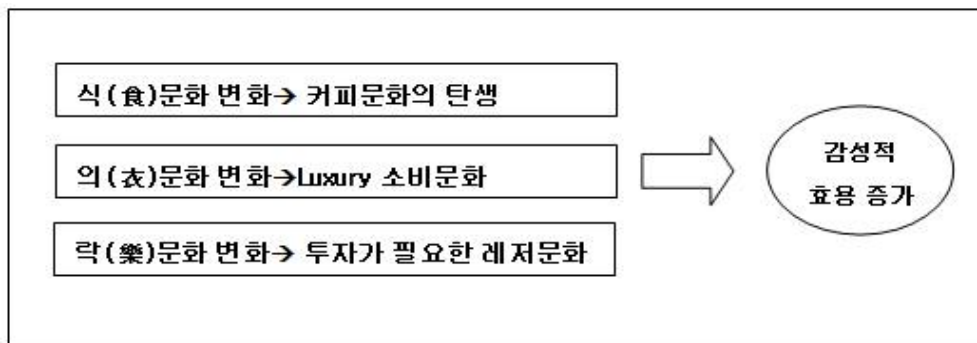 식(食)문화 변화→ 커피문화의 탄생
의(衣)문화 변화→Luxury 소비문화
락(樂)문화 변화→ 투자가 필요한 레저문화
감성적
효용 증가